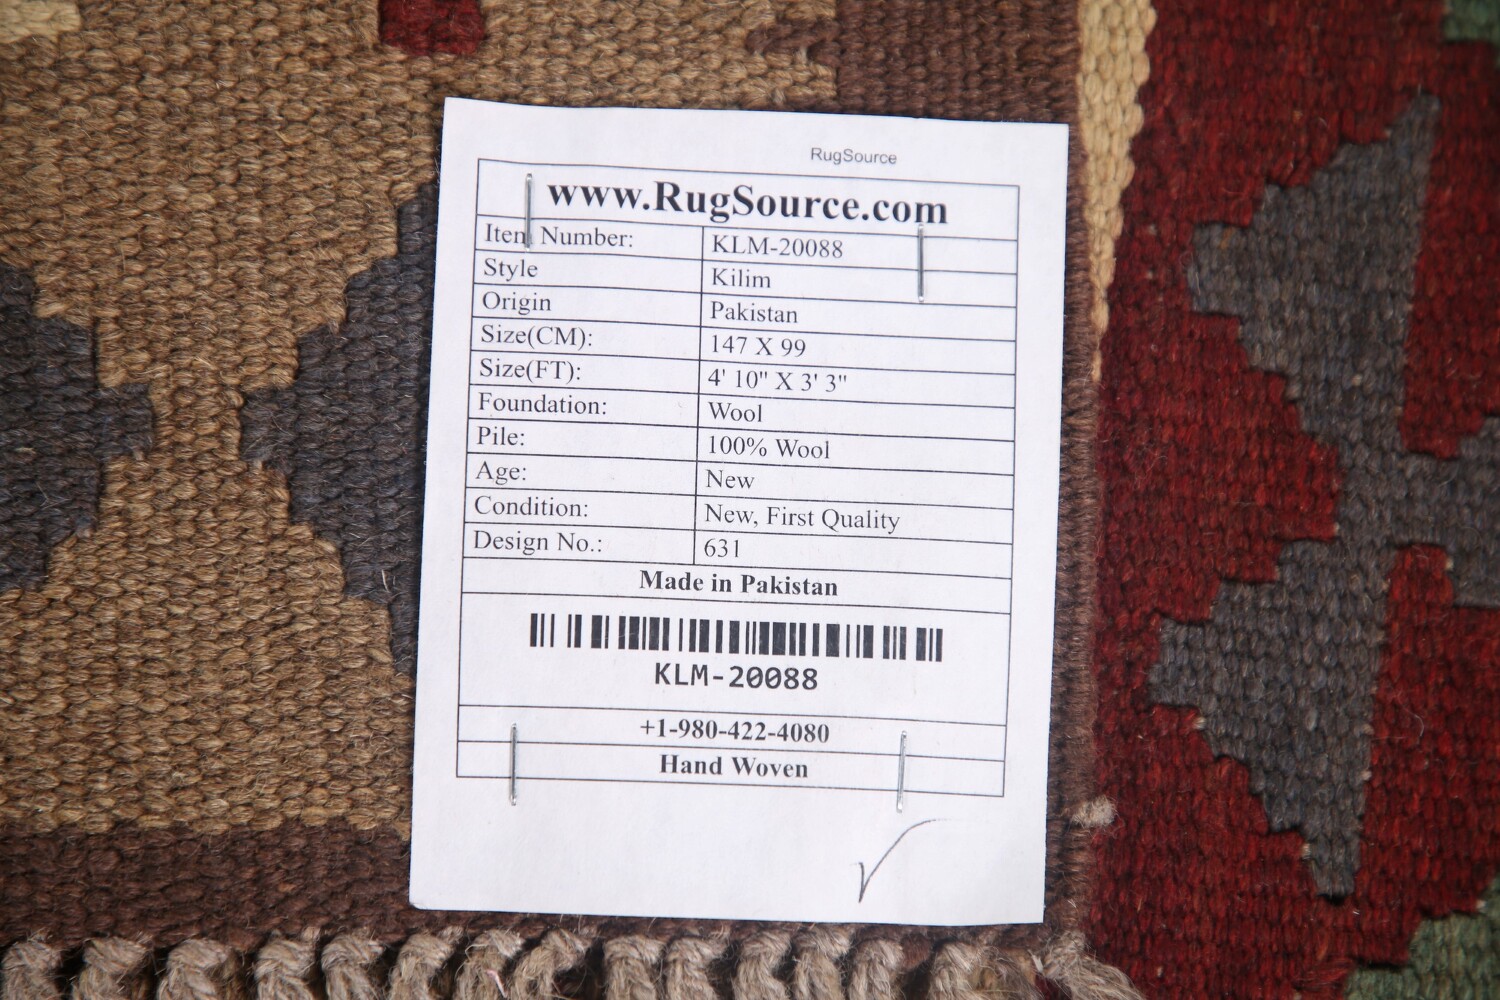 RugSource
www.RugSource.com
Item Number: KLM-20088
Style Kilim
Origin Pakistan
Size(CM): 147 X 99
Size(FT): 4' 10" X 3' 3"
Foundation: Wool
Pile: 100% Wool
Age: New
Condition: New, First Quality
Design No.: 631
Made in Pakistan
KLM-20088
+1-980-422-4080
Hand Woven